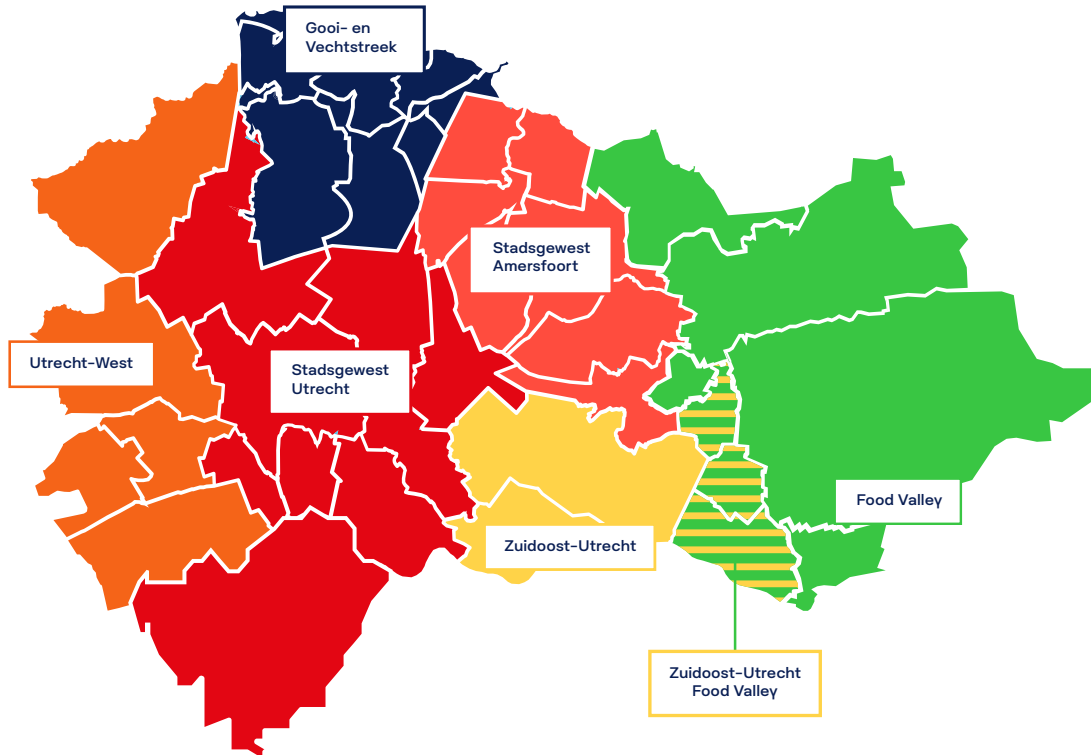 Gooi- en
Vechtstreek
Stadsgewest
Amersfoort
Utrecht-West
Stadsgewest
Utrecht
Food Valley
Zuidoost-Utrecht
Zuidoost-Utrecht
Food Valley